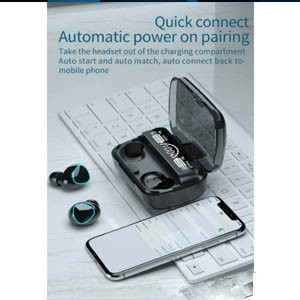 Quick connect
Automatic power on pairing
Take the headset out of the charging compartment
Auto start and auto match, auto connect back to-
mobile phone